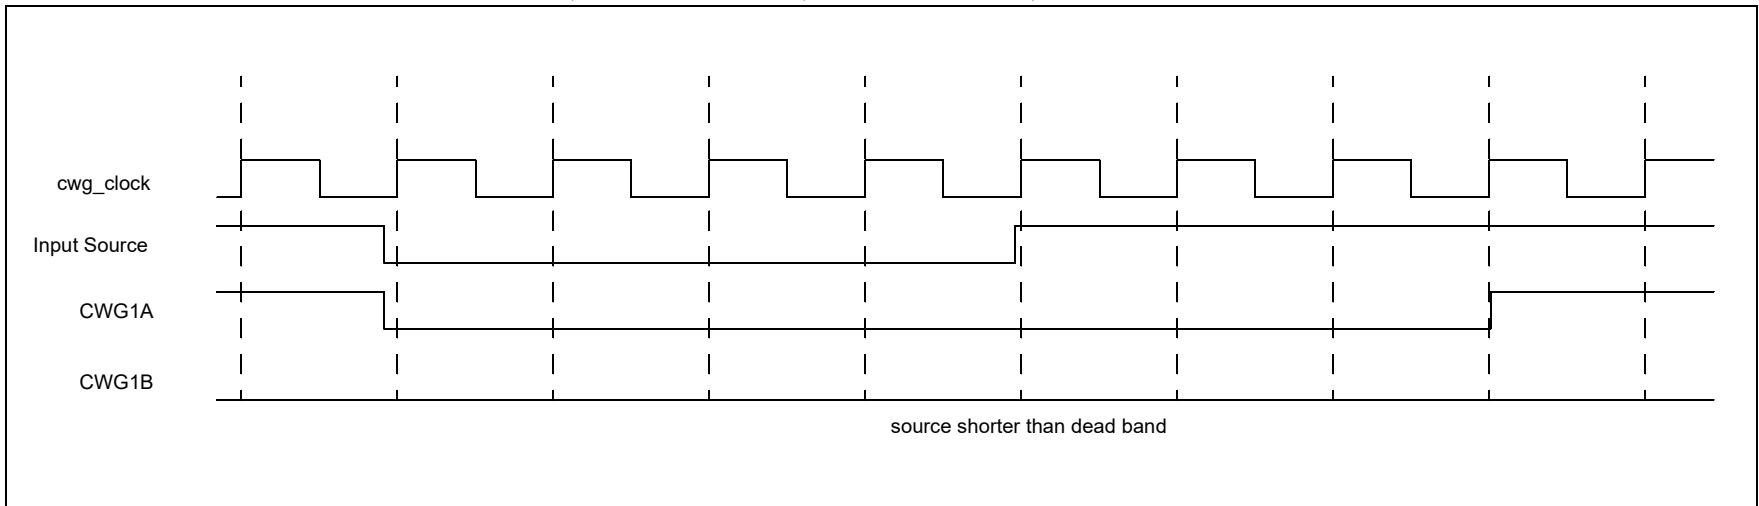 cwg_clock
Input Source
CWG1A
CWG1B
source shorter than dead band